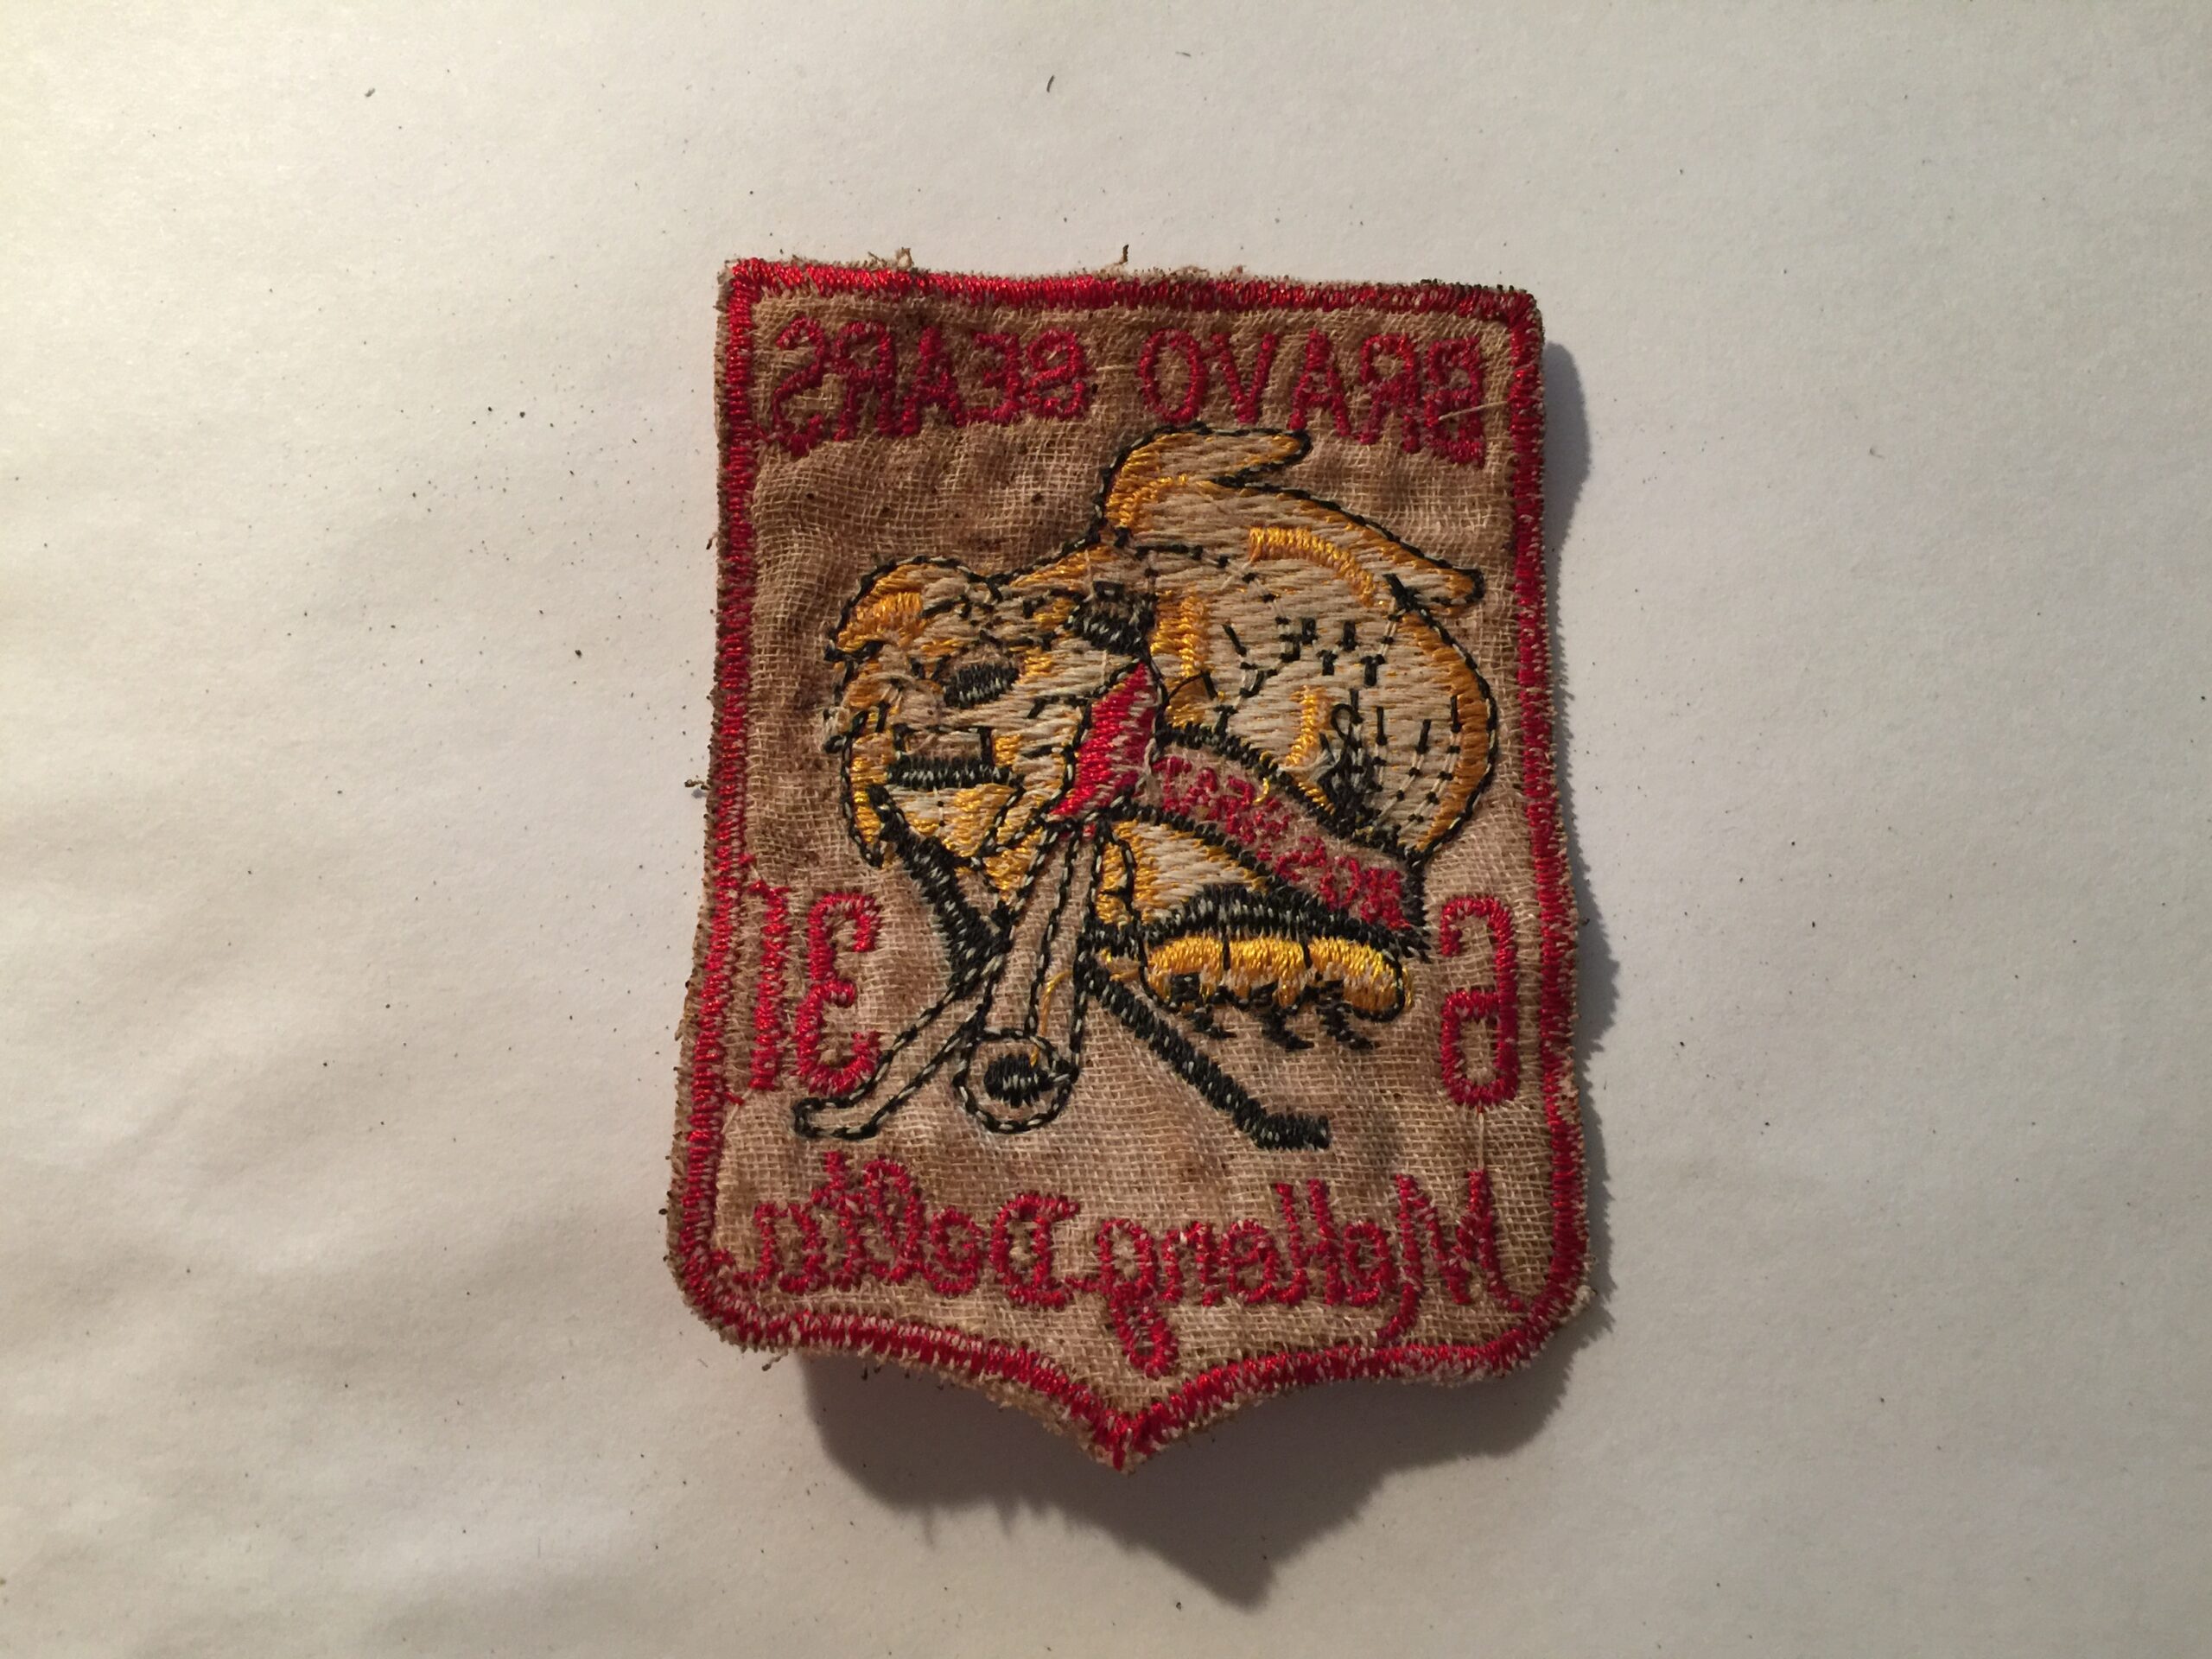 BRAVO BEARS
6 31
MeKong Delta